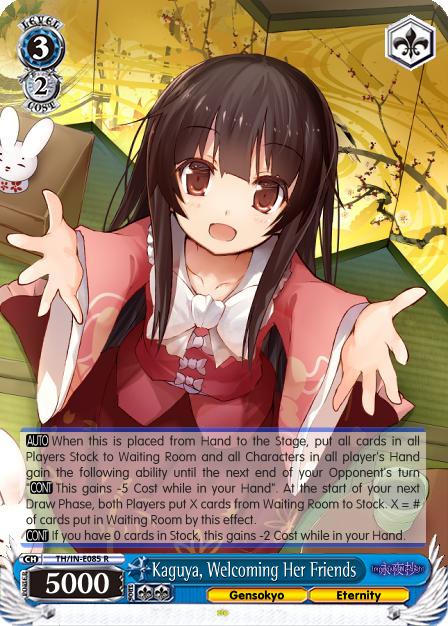 LEVEL
3
2
COST
AUTO When this is placed from Hand to the Stage, put all cards in all
Players Stock to Waiting Room and all Characters in all player's Hand
gain the following ability until the next end of your Opponent's turn
CONT This gains -5 Cost while in your Hand". At the start of your next
Draw Phase, both Players put X cards from Waiting Room to Stock. X = #
of cards put in Waiting Room by this effect.
CONT If you have 0 cards in Stock, this gains -2 Cost while in your Hand.
CH TH/IN-E085 R
POWER 5000 SOUL Kaguya, Welcoming Her Friends
Gensokyo Eternity